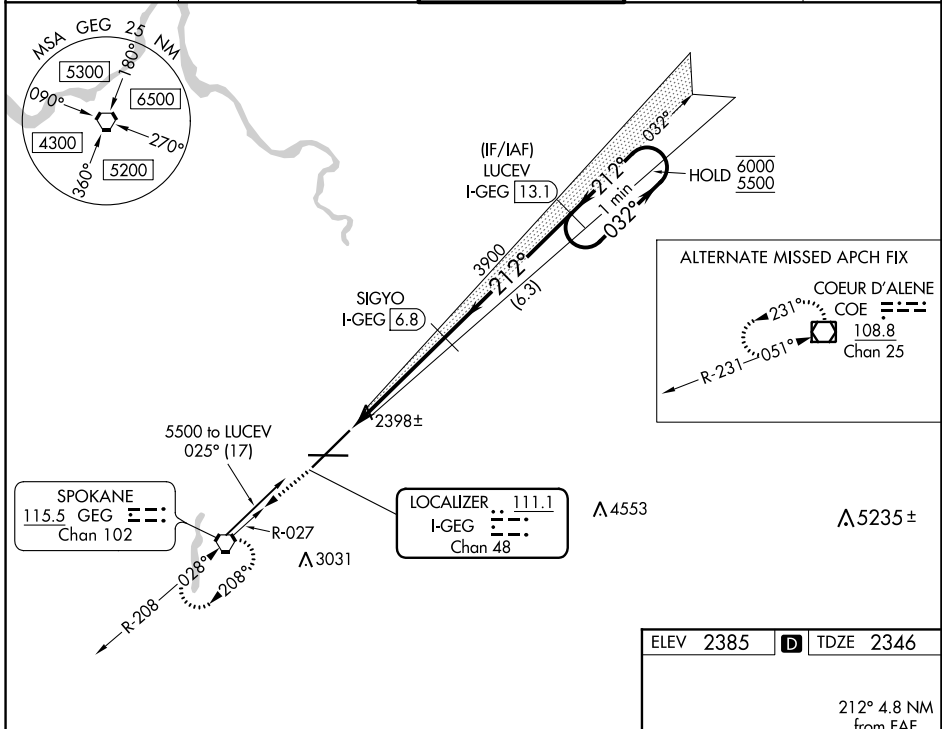 MSA GEG 25 NM
180°
5300
090°
6500
270°
4300
5200
360°
(IF/IAF)
LUCEV
I-GEG 13.1
032°
212°
1 min
032°
HOLD 6000
5500
3900
212°
(6.3)
SIGYO
I-GEG 6.8
ALTERNATE MISSED APCH FIX
COEUR D'ALENE
COE
108.8
Chan 25
231°
R-231
051°
2398±
5500 to LUCEV
025° (17)
SPOKANE
115.5 GEG
Chan 102
R-027
LOCALIZER 111.1
I-GEG
Chan 48
4553
5235±
3031
028°
208°
R-208
ELEV 2385 D TDZE 2346
212° 4.8 NM
from FAF